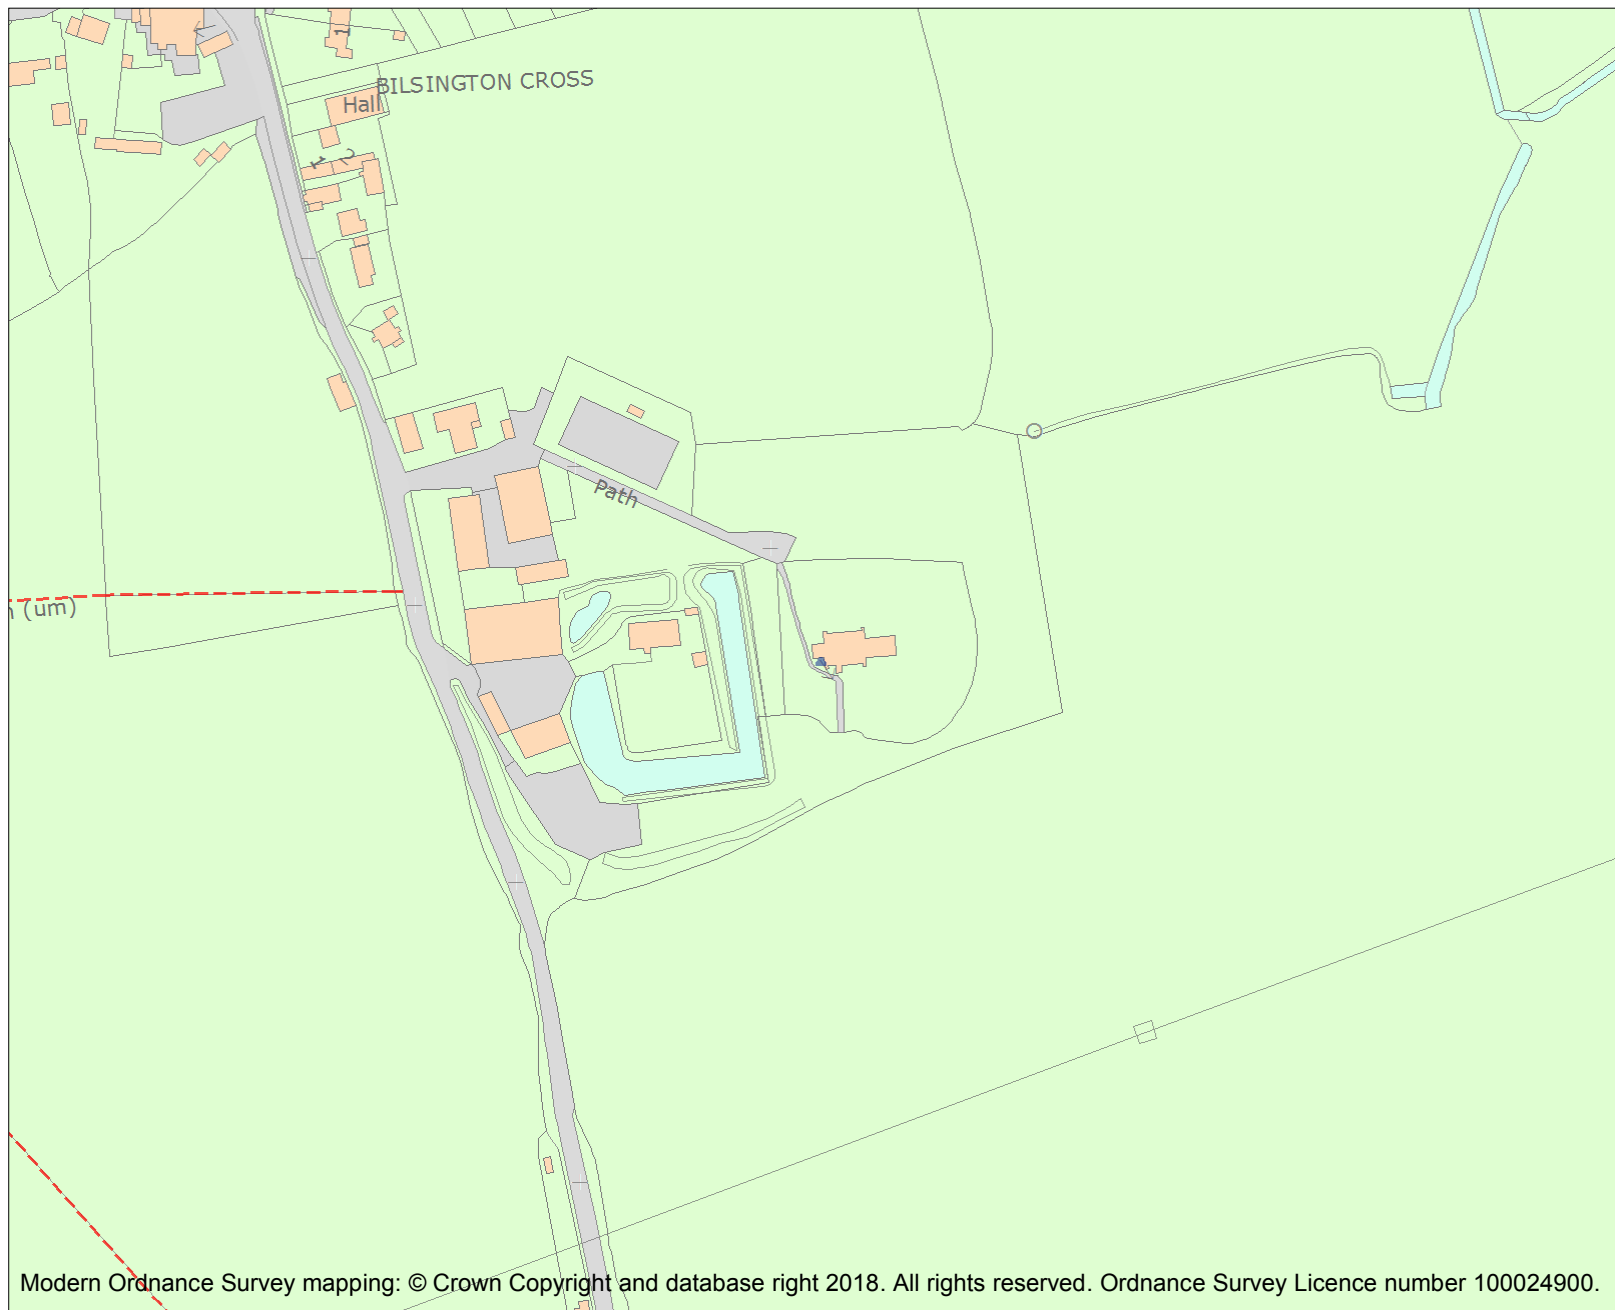 1
BILSINGTON CROSS
Hall
1
2
Path
(um)
Modern Ordnance Survey mapping: © Crown Copyright and database right 2018. All rights reserved. Ordnance Survey Licence number 100024900.